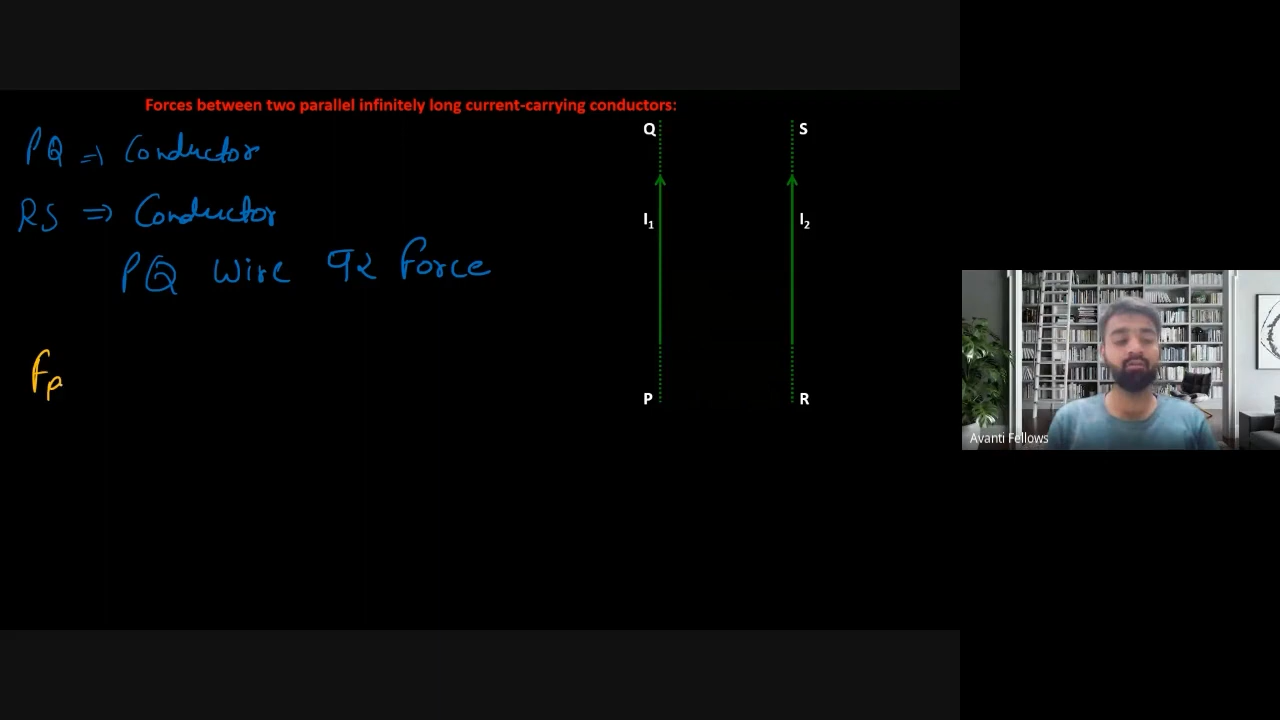 Forces between two parallel infinitely long current-carrying conductors:
PQ ⇒ Conductor
RS ⇒ Conductor
PQ wire पर force
Fp
Q S
I₁ I₂
P R
Avanti Fellows